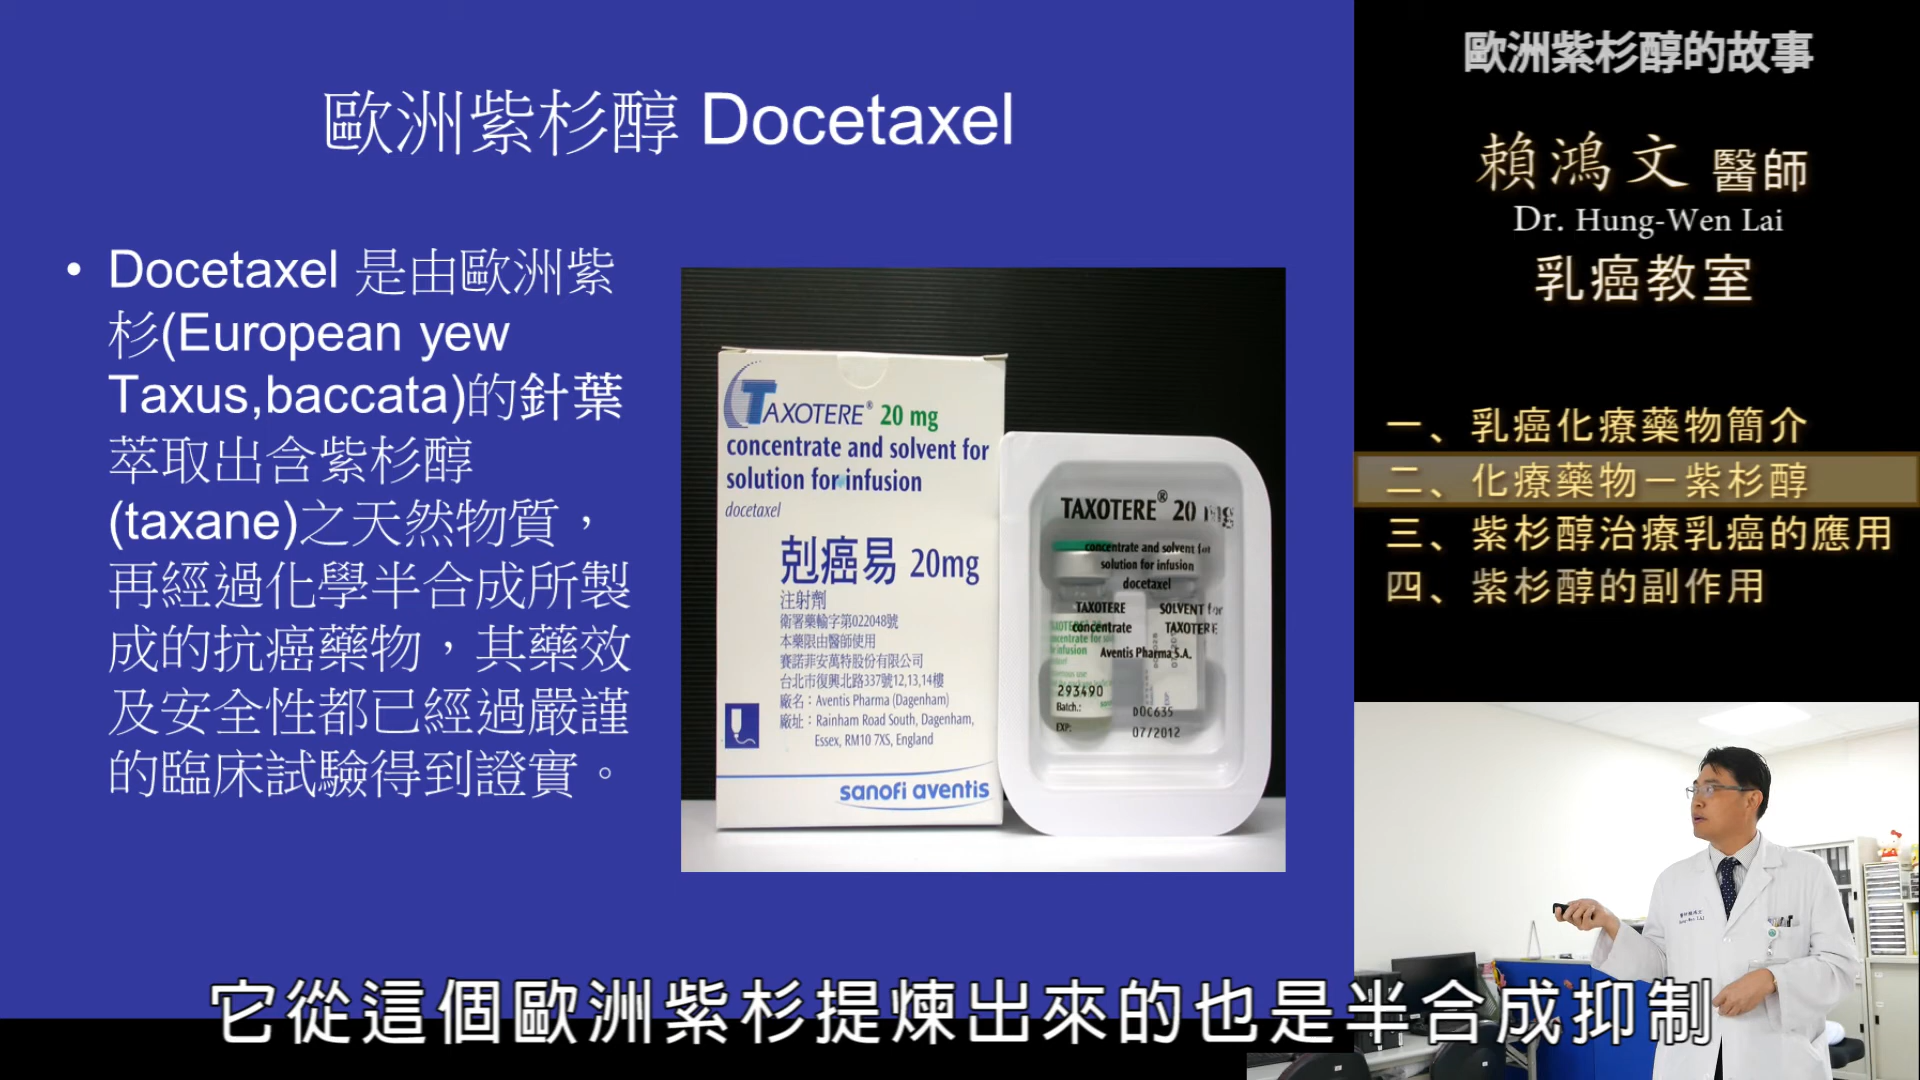 歐洲紫杉醇 Docetaxel
• Docetaxel 是由歐洲紫
杉(European yew
Taxus,baccata)的針葉
萃取出含紫杉醇
(taxane)之天然物質，
再經過化學半合成所製
成的抗癌藥物，其藥效
及安全性都已經過嚴謹
的臨床試驗得到證實。
TAXOTERE® 20 mg
concentrate and solvent for
solution for infusion
docetaxel
剋癌易 20mg
注射劑
衛署藥輸字第022048號
本藥限由醫師使用
賽諾菲安萬特股份有限公司
台北市復興北路337號12,13,14樓
廠名：Aventis Pharma (Dagenham)
廠址：Rainham Road South, Dagenham,
Essex, RM10 7XS, England
sanofi aventis
TAXOTERE® 20 mg
concentrate and solvent for
solution for infusion
docetaxel
TAXOTERE
concentrate
SOLVENT for
TAXOTERE
Aventis Pharma S.A.
293490
Batch.:
EXP:
DOC635
07/2012
歐洲紫杉醇的故事
賴鴻文 醫師
Dr. Hung-Wen Lai
乳癌教室
一、乳癌化療藥物簡介
二、化療藥物－紫杉醇
三、紫杉醇治療乳癌的應用
四、紫杉醇的副作用
它從這個歐洲紫杉提煉出來的也是半合成抑制